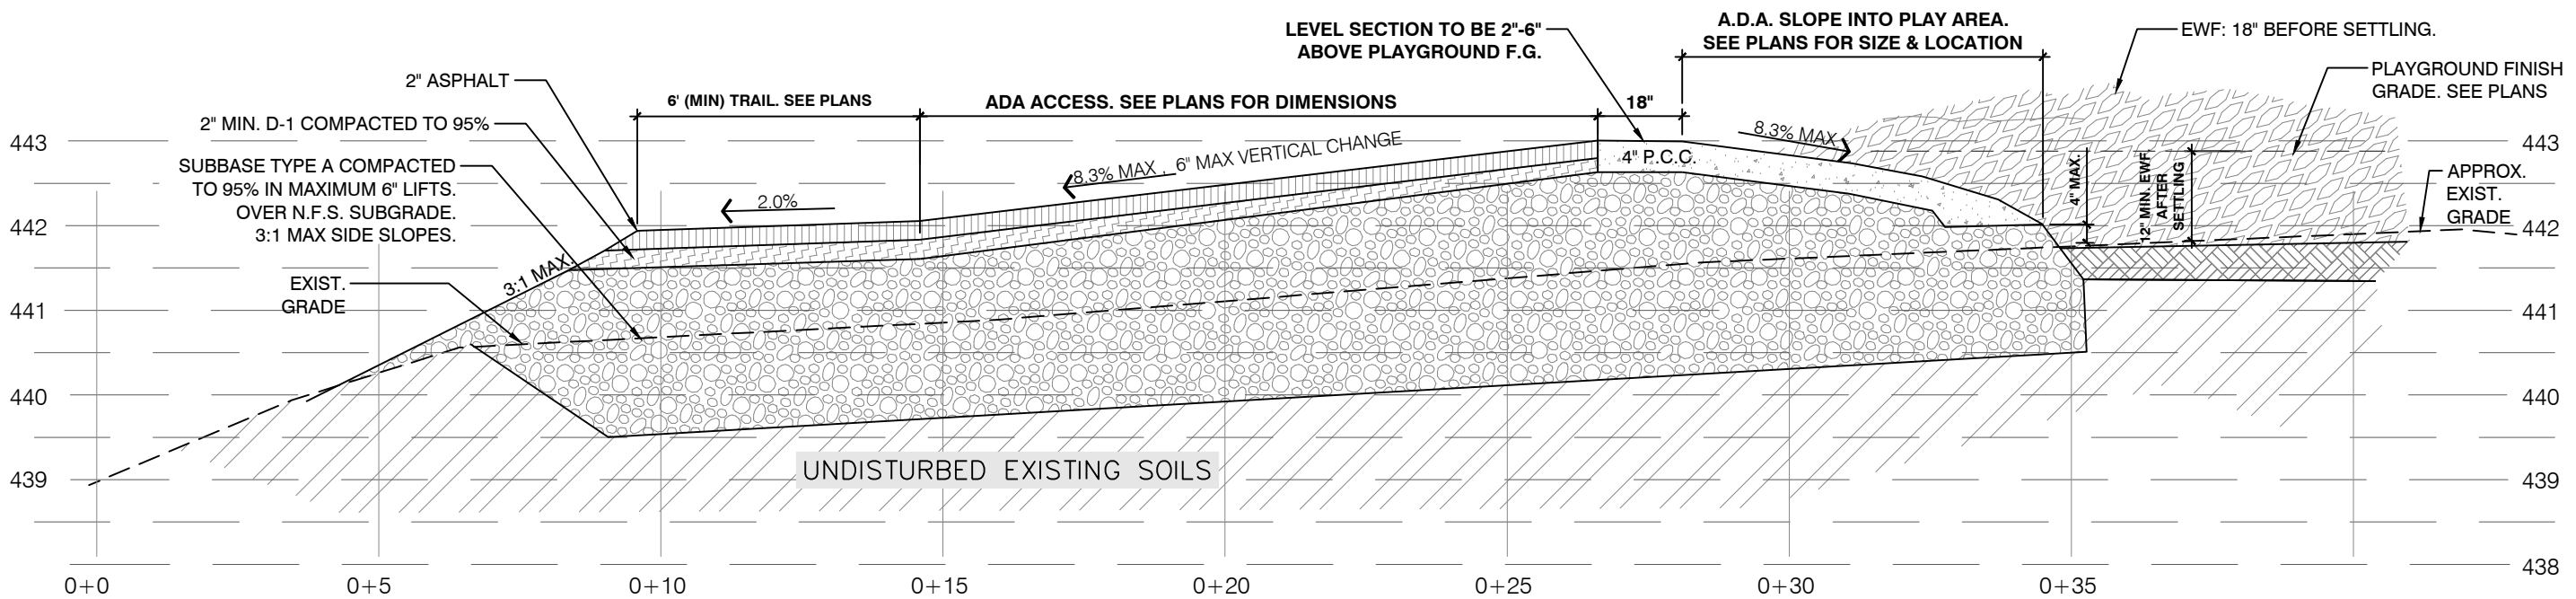 LEVEL SECTION TO BE 2"-6"
ABOVE PLAYGROUND F.G.
A.D.A. SLOPE INTO PLAY AREA.
SEE PLANS FOR SIZE & LOCATION
EWF: 18" BEFORE SETTLING.
PLAYGROUND FINISH
GRADE. SEE PLANS
2" ASPHALT
6' (MIN) TRAIL. SEE PLANS
ADA ACCESS. SEE PLANS FOR DIMENSIONS
18"
2" MIN. D-1 COMPACTED TO 95%
SUBBASE TYPE A COMPACTED
TO 95% IN MAXIMUM 6" LIFTS.
OVER N.F.S. SUBGRADE.
3:1 MAX SIDE SLOPES.
8.3% MAX . 6" MAX VERTICAL CHANGE
8.3% MAX
4" P.C.C.
2.0%
4" MAX.
12" MIN. EWF.
AFTER
SETTLING
APPROX.
EXIST.
GRADE
3:1 MAX.
EXIST.
GRADE
UNDISTURBED EXISTING SOILS
443
442
441
440
439
443
442
441
440
439
438
0+0
0+5
0+10
0+15
0+20
0+25
0+30
0+35